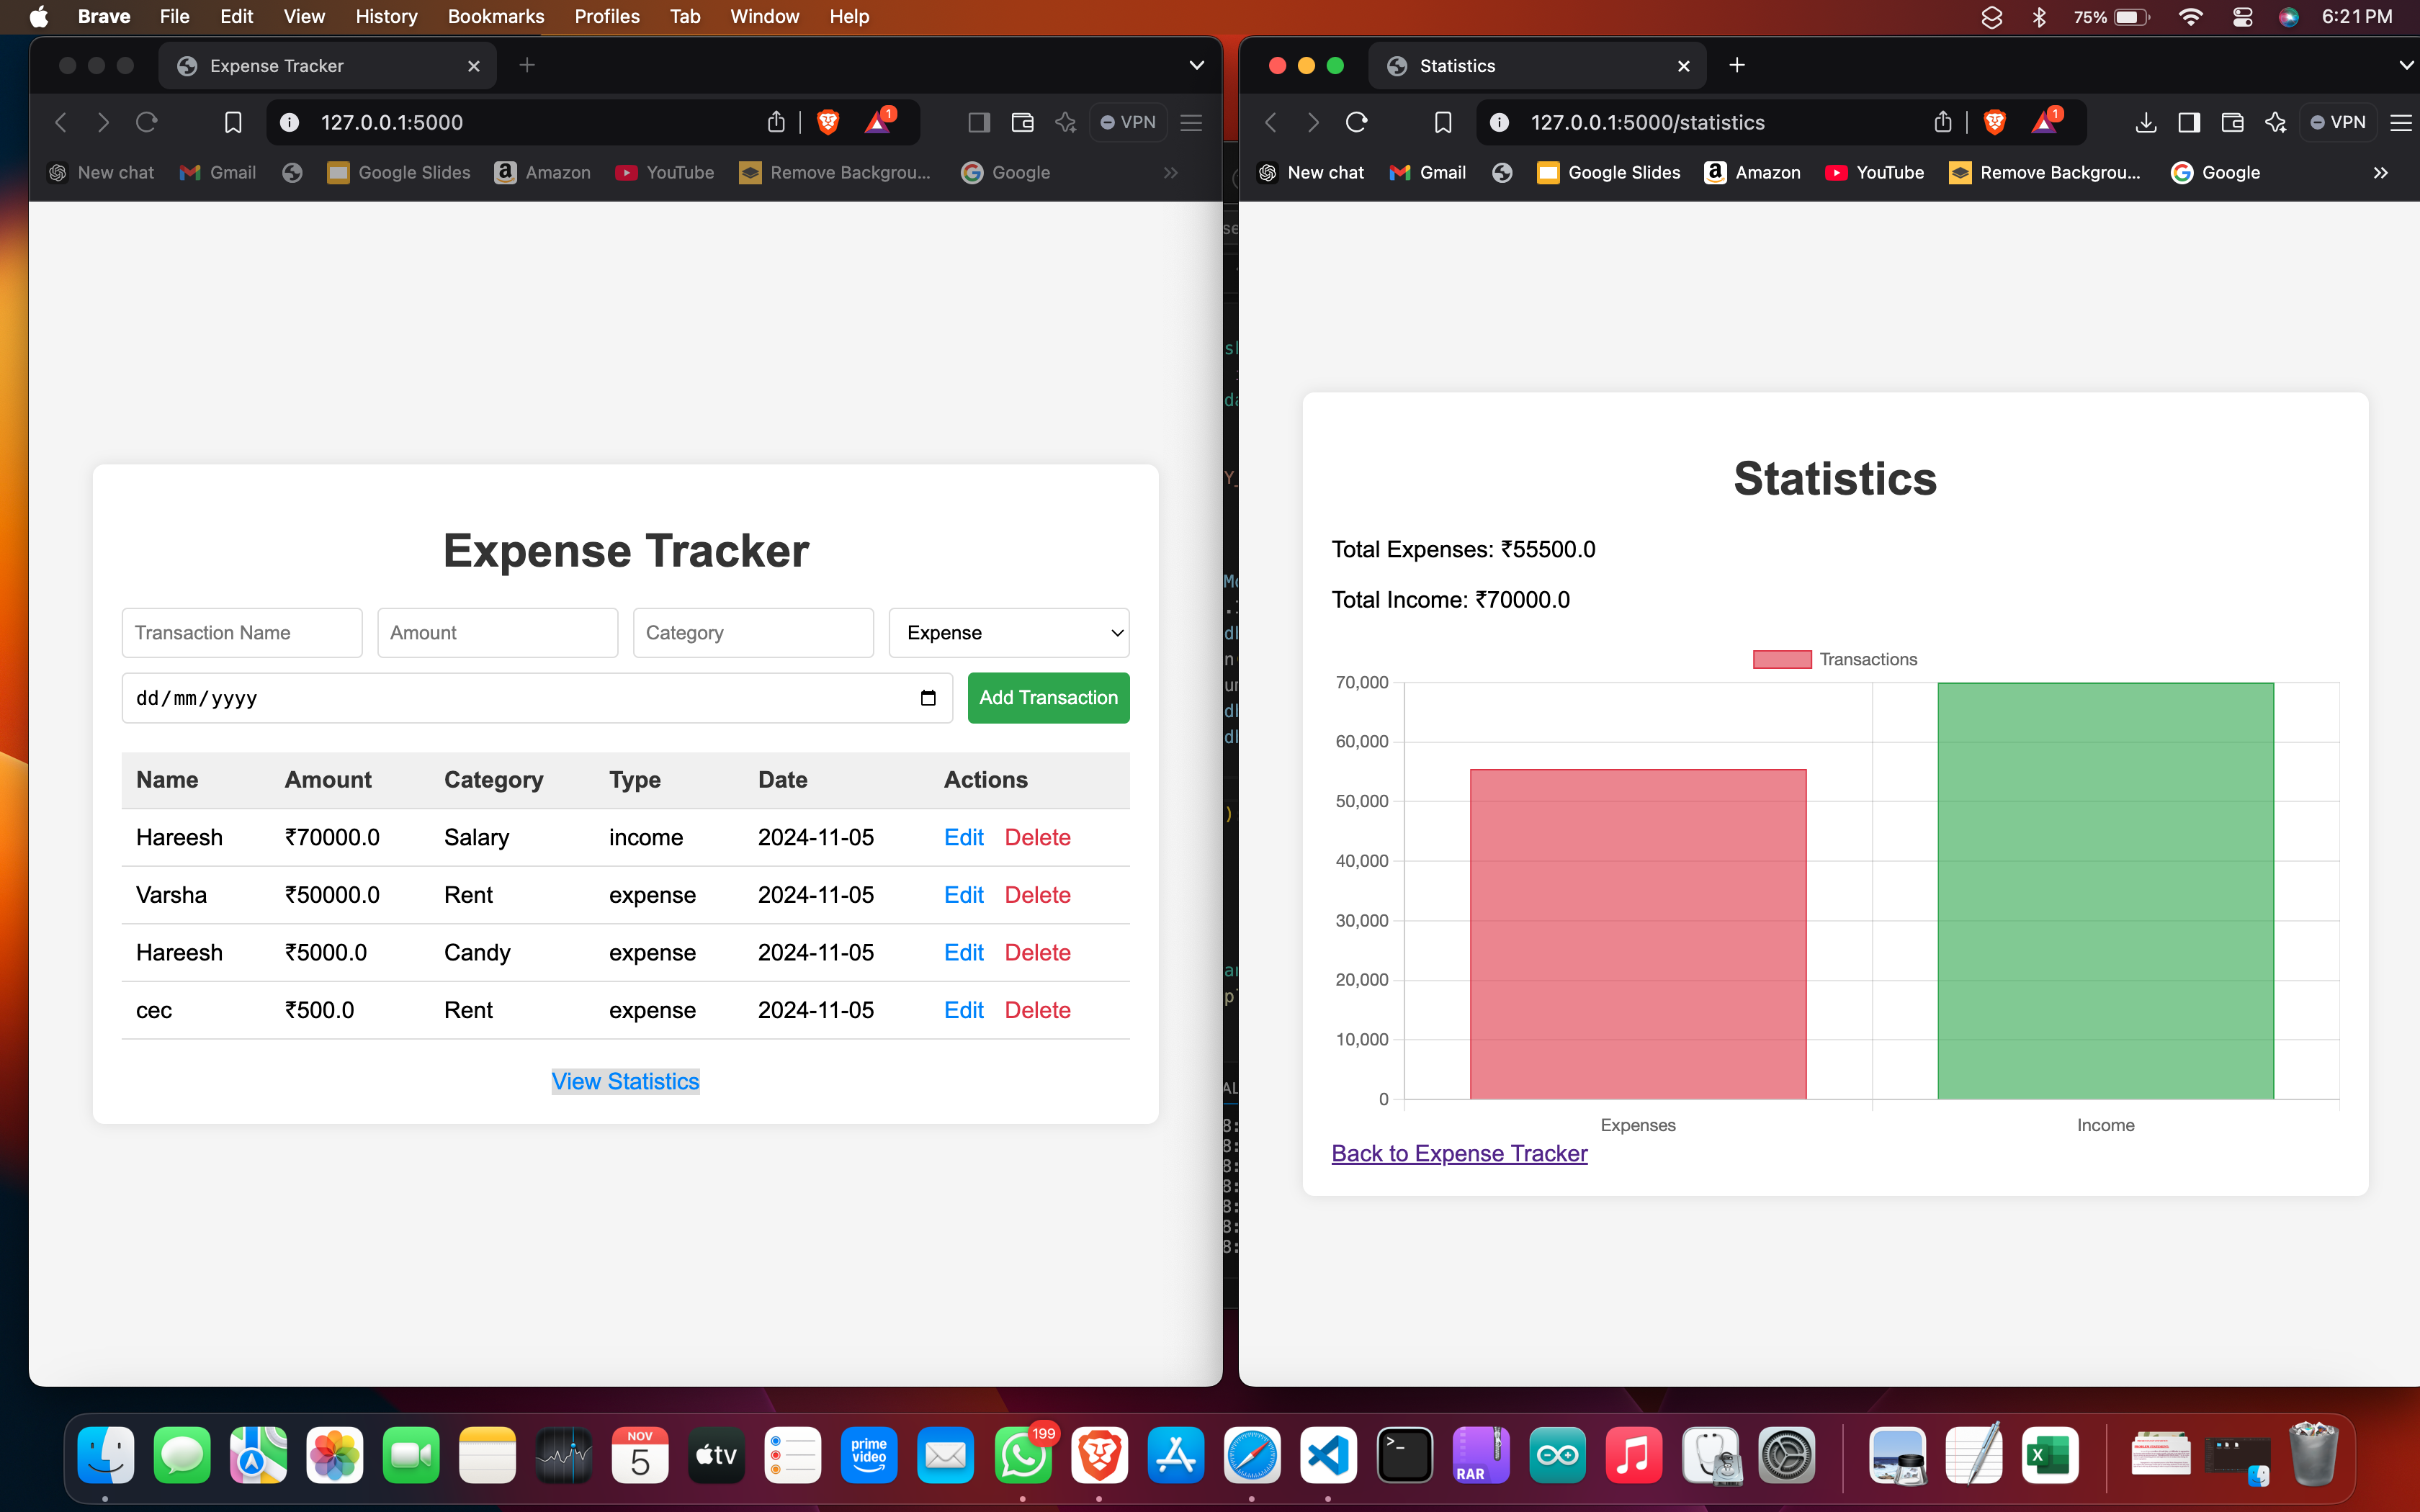 Brave File Edit View History Bookmarks Profiles Tab Window Help 75% 6:21 PM
Expense Tracker
127.0.0.1:5000 1 VPN
New chat Gmail Google Slides Amazon YouTube Remove Backgrou... Google »
Expense Tracker
Transaction Name Amount Category Expense
dd/mm/yyyy Add Transaction
Name Amount Category Type Date Actions
Hareesh ₹70000.0 Salary income 2024-11-05 Edit Delete
Varsha ₹50000.0 Rent expense 2024-11-05 Edit Delete
Hareesh ₹5000.0 Candy expense 2024-11-05 Edit Delete
cec ₹500.0 Rent expense 2024-11-05 Edit Delete
View Statistics
Statistics
127.0.0.1:5000/statistics 1 VPN
New chat Gmail Google Slides Amazon YouTube Remove Backgrou... Google »
Statistics
Total Expenses: ₹55500.0
Total Income: ₹70000.0
Transactions
70,000
60,000
50,000
40,000
30,000
20,000
10,000
0
Expenses Income
Back to Expense Tracker
NOV
5
tv
prime video
199
RAR